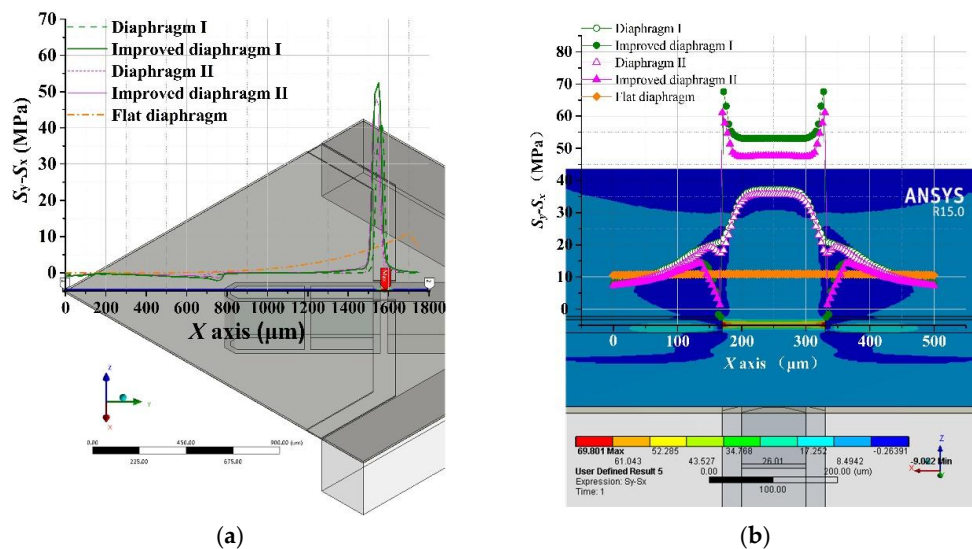 70
60
50
40
30
20
10
0
Sy-Sx (MPa)
Diaphragm I
Improved diaphragm I
Diaphragm II
Improved diaphragm II
Flat diaphragm
Max
2
0 200 400 600 800 1000 1200 1400 1600 1800
X axis (μm)
Z
Y
X
0.00 450.00 900.00 (um)
225.00 675.00
(a)
80
70
60
50
40
30
20
10
0
Sy-Sx (MPa)
Diaphragm I
Improved diaphragm I
Diaphragm II
Improved diaphragm II
Flat diaphragm
ANSYS
R15.0
0 100 200 300 400 500
X axis (μm)
69.801 Max 52.285 34.768 17.252 -0.26391
61.043 43.527 26.01 8.4942 -9.022 Min
User Defined Result 5
Expression: Sy-Sx
Time: 1
0.00 200.00 (um)
100.00
Z
X
(b)